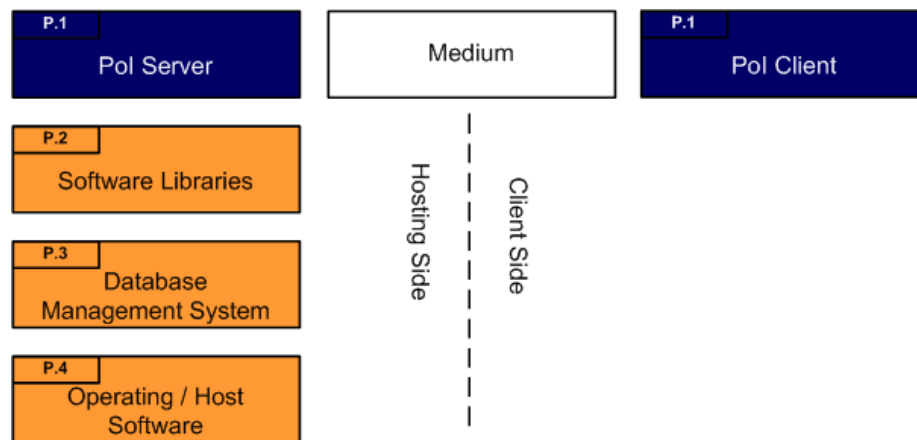 P.1
PoI Server
Medium
P.1
PoI Client
P.2
Software Libraries
Hosting Side
Client Side
P.3
Database
Management System
P.4
Operating / Host
Software